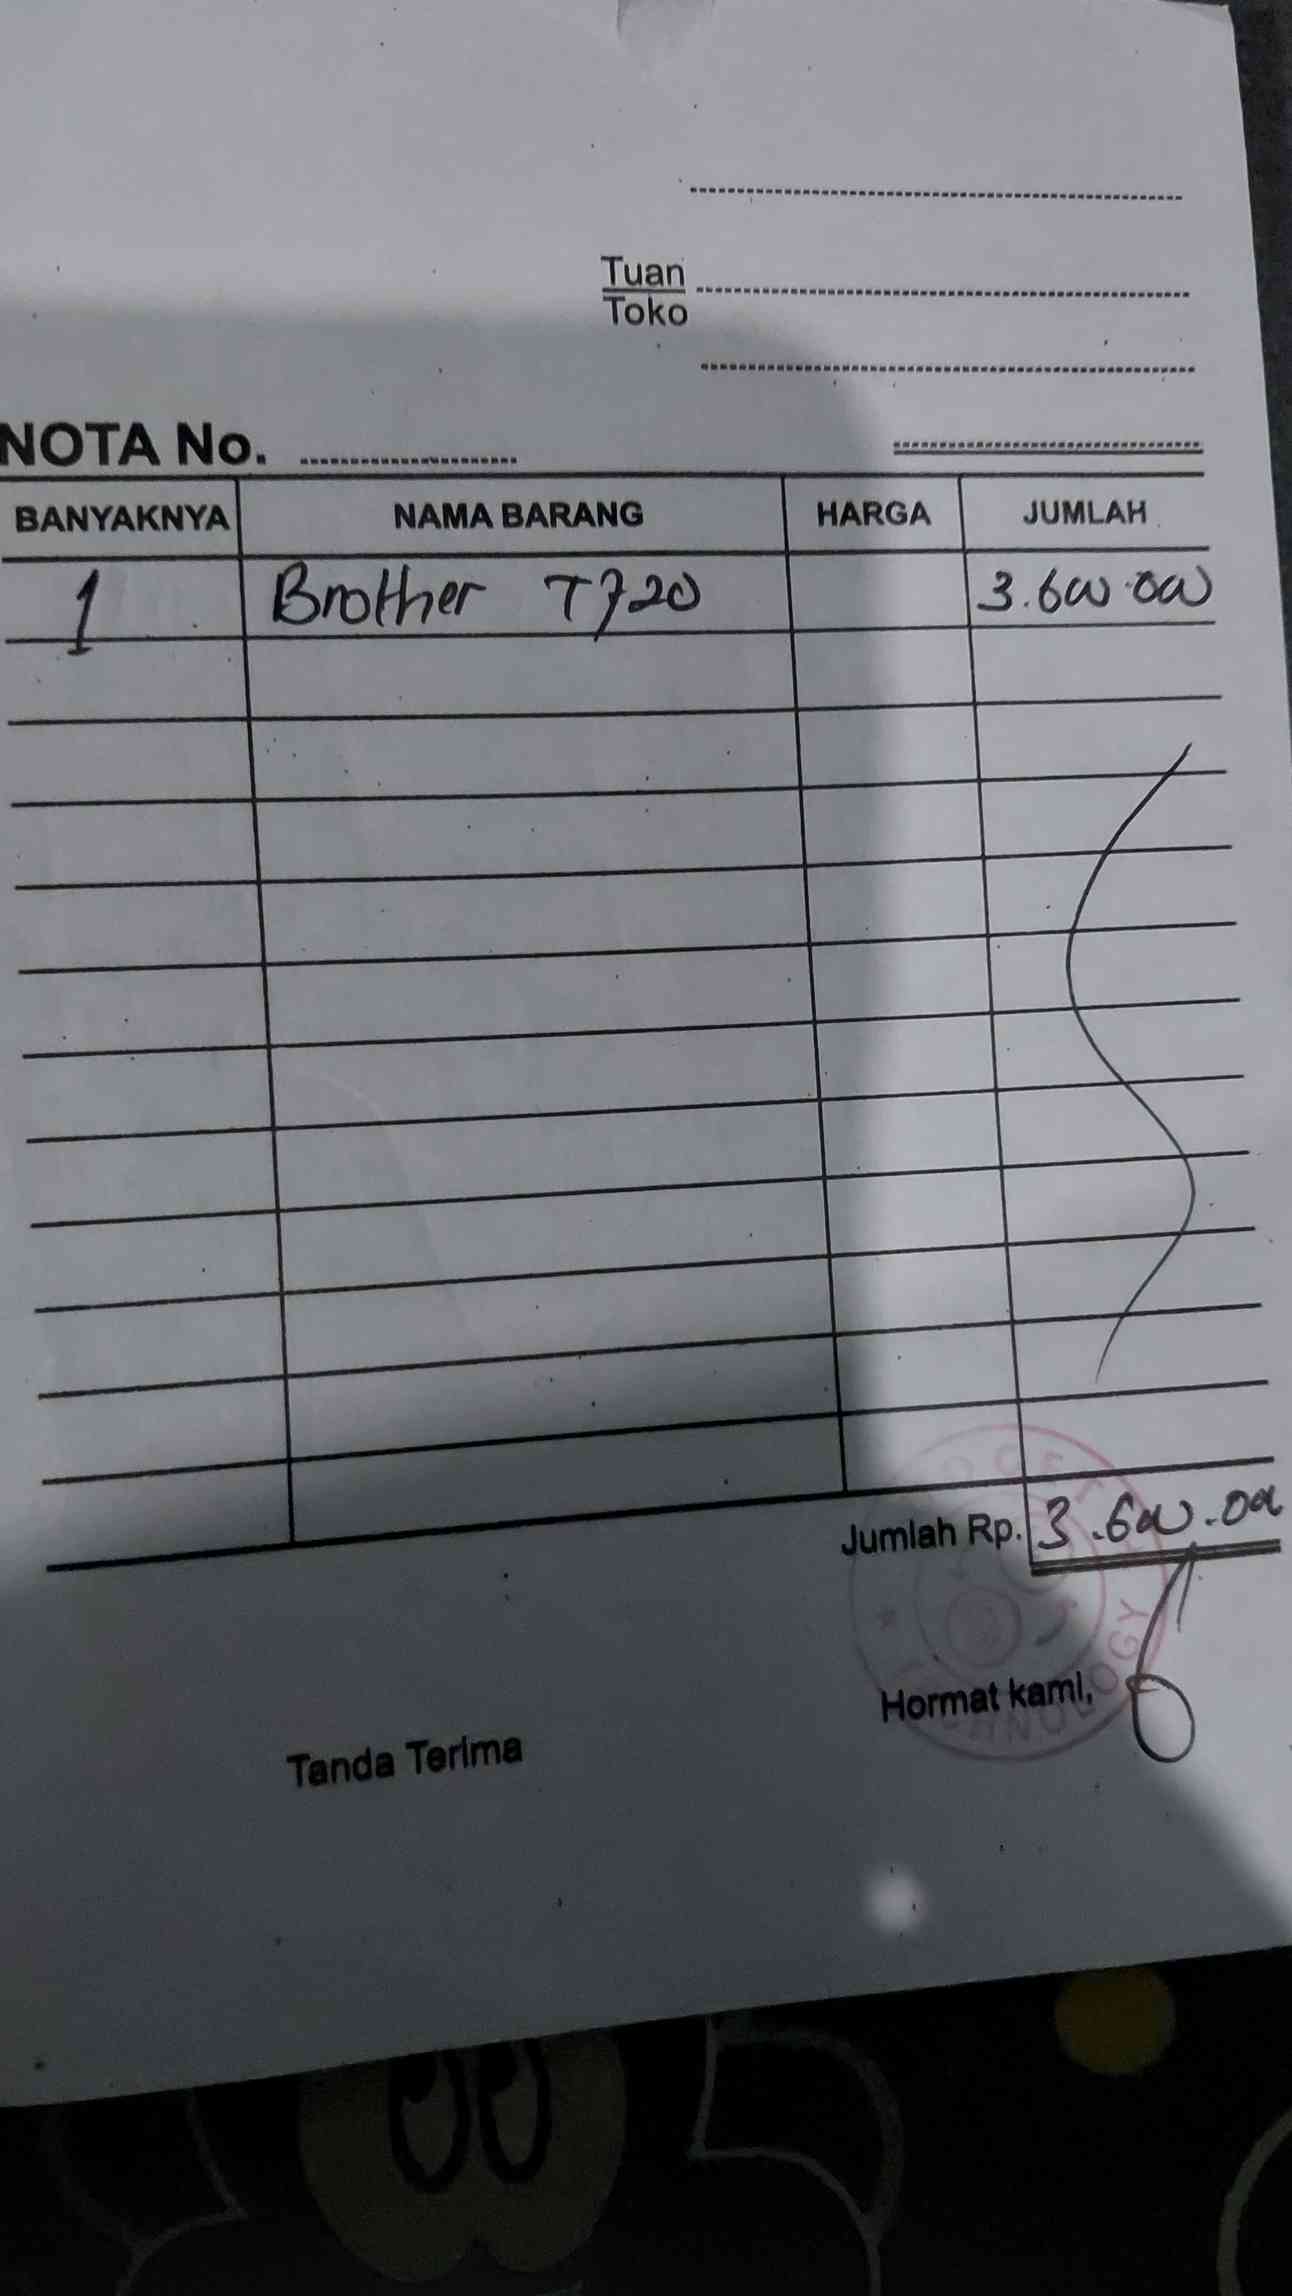 Tuan
Toko
NOTA No.
BANYAKNYA NAMA BARANG HARGA JUMLAH
1 Brother T720 3.600.000
Jumlah Rp. 3.600.000
Hormat kami,
Tanda Terima